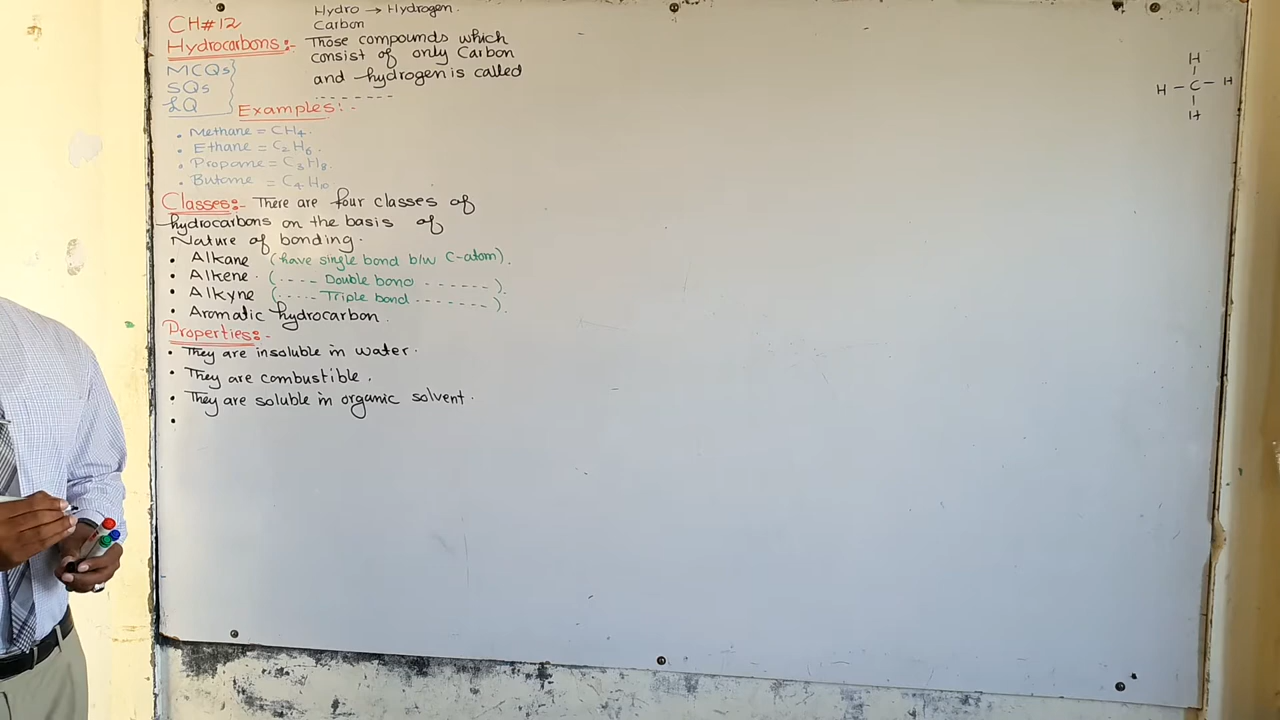 CH#12
Hydro → Hydrogen.
Carbon
Hydrocarbons:- Those compounds which
consist of only Carbon
and hydrogen is called
--------
MCQs
SQs
LQ
Examples:-
• Methane = CH4.
• Ethane = C2H6.
• Propane = C3H8.
• Butane = C4H10
Classes:- There are four classes of
hydrocarbons on the basis of
Nature of bonding.
• Alkane (have single bond b/w C-atom).
• Alkene. (---- Double bond ------).
• Alkyne (----- Triple bond -------).
• Aromatic hydrocarbon.
Properties:-
• They are insoluble in water.
• They are combustible.
• They are soluble in organic solvent.
•
H
H - C - H
H